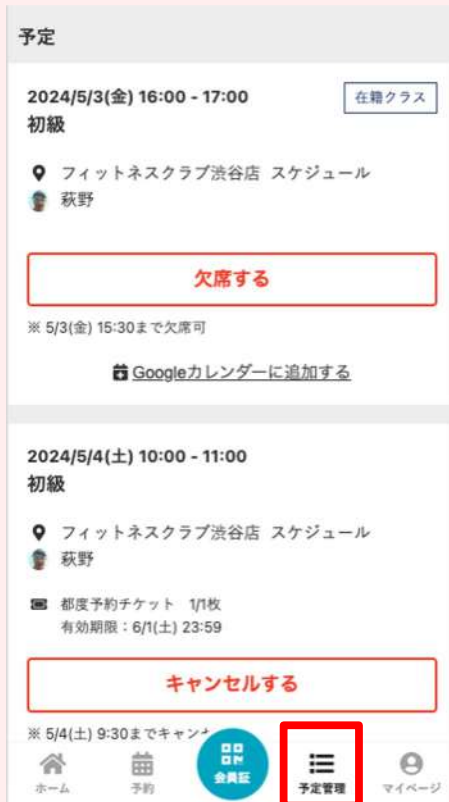 予定
2024/5/3(金) 16:00 - 17:00
在籍クラス
初級
フィットネスクラブ渋谷店 スケジュール
萩野
欠席する
※ 5/3(金) 15:30まで欠席可
Googleカレンダーに追加する
2024/5/4(土) 10:00 - 11:00
初級
フィットネスクラブ渋谷店 スケジュール
萩野
都度予約チケット 1/1枚
有効期限：6/1(土) 23:59
キャンセルする
※ 5/4(土) 9:30までキャン
ホーム
予約
会員証
予定管理
マイページ